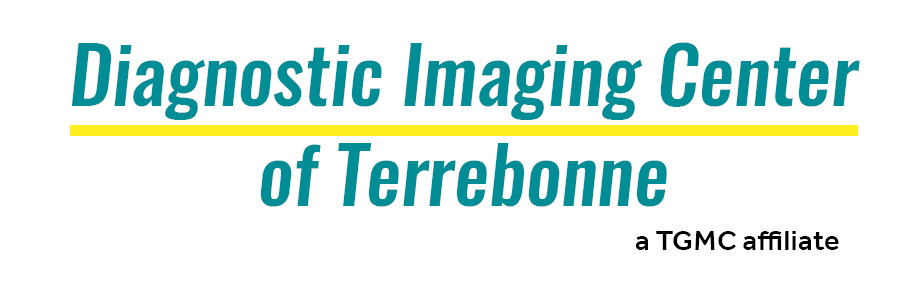 Diagnostic Imaging Center
of Terrebonne
a TGMC affiliate